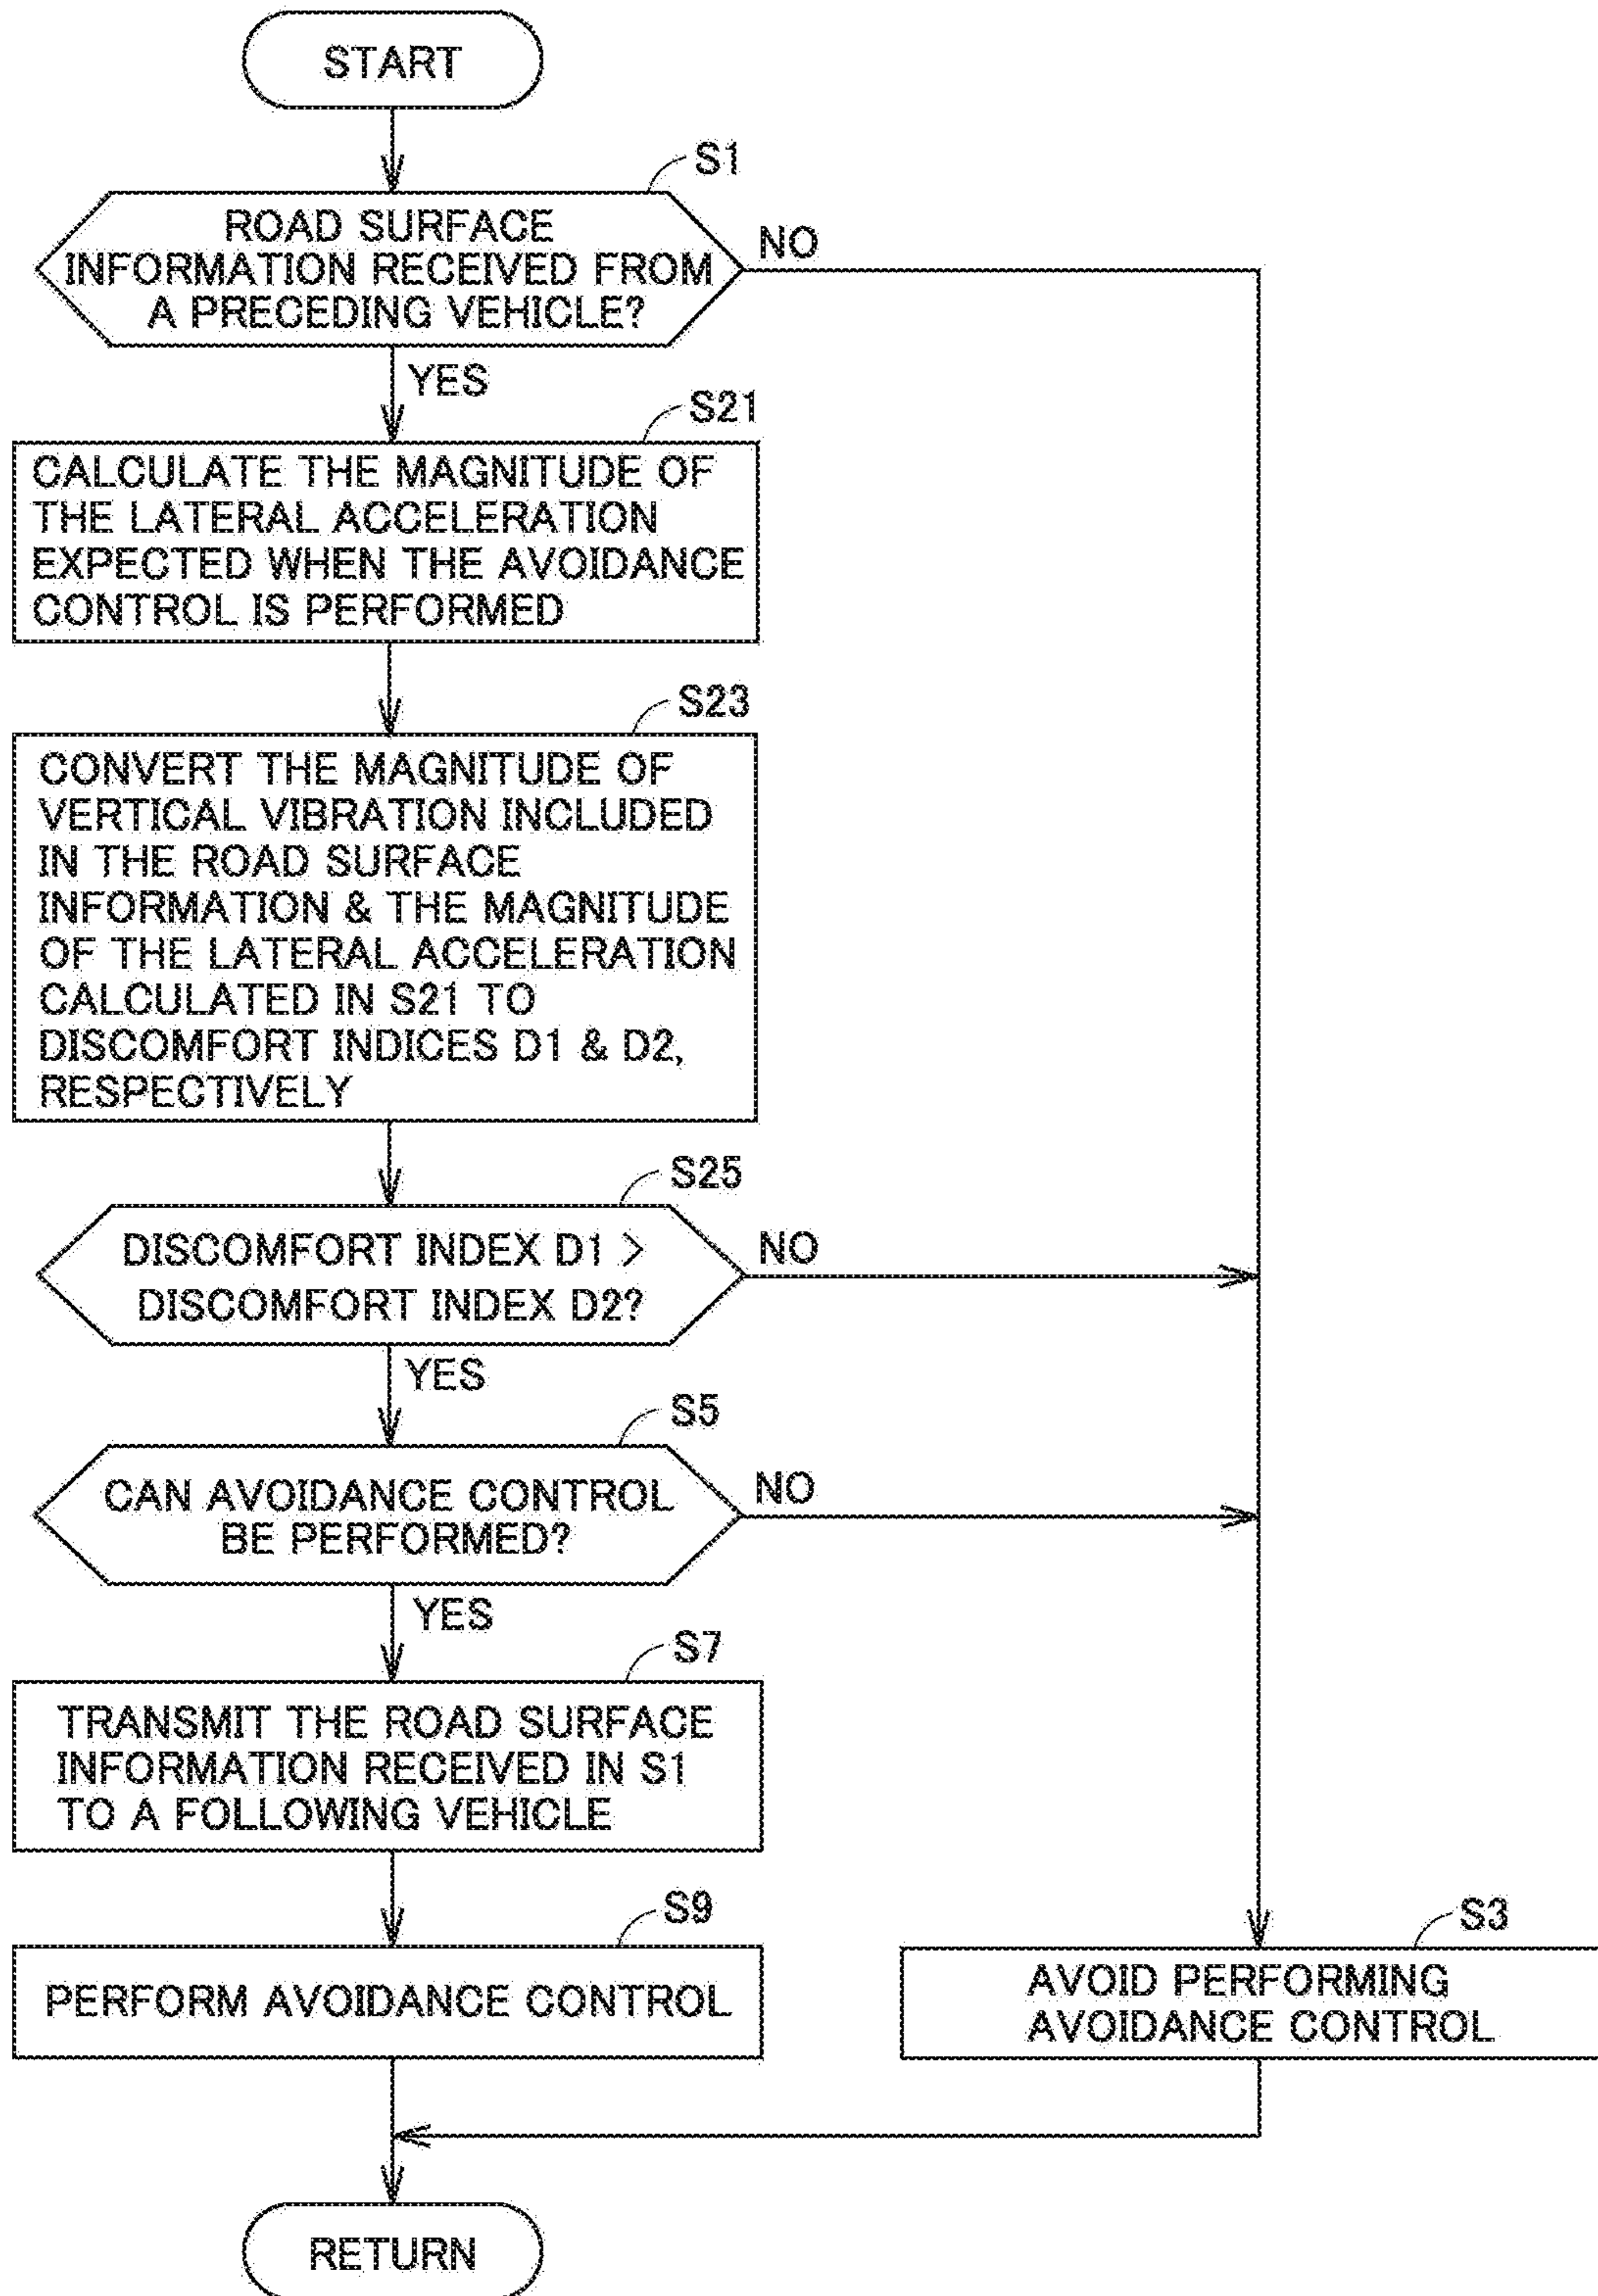 START
S1
ROAD SURFACE
INFORMATION RECEIVED FROM
A PRECEDING VEHICLE?
NO
YES
S21
CALCULATE THE MAGNITUDE OF
THE LATERAL ACCELERATION
EXPECTED WHEN THE AVOIDANCE
CONTROL IS PERFORMED
S23
CONVERT THE MAGNITUDE OF
VERTICAL VIBRATION INCLUDED
IN THE ROAD SURFACE
INFORMATION & THE MAGNITUDE
OF THE LATERAL ACCELERATION
CALCULATED IN S21 TO
DISCOMFORT INDICES D1 & D2,
RESPECTIVELY
S25
DISCOMFORT INDEX D1 >
DISCOMFORT INDEX D2?
NO
YES
S5
CAN AVOIDANCE CONTROL
BE PERFORMED?
NO
YES
S7
TRANSMIT THE ROAD SURFACE
INFORMATION RECEIVED IN S1
TO A FOLLOWING VEHICLE
S9
PERFORM AVOIDANCE CONTROL
S3
AVOID PERFORMING
AVOIDANCE CONTROL
RETURN